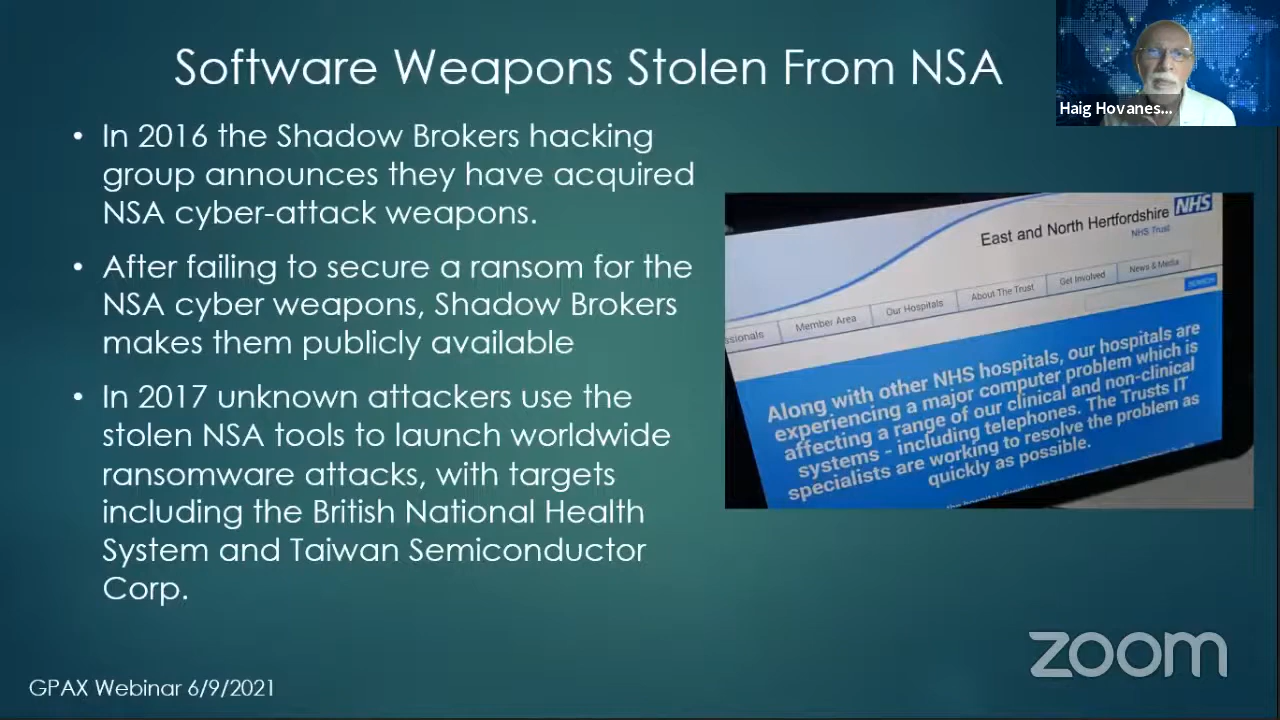 Software Weapons Stolen From NSA
Haig Hovanes...
• In 2016 the Shadow Brokers hacking
group announces they have acquired
NSA cyber-attack weapons.
• After failing to secure a ransom for the
NSA cyber weapons, Shadow Brokers
makes them publicly available
• In 2017 unknown attackers use the
stolen NSA tools to launch worldwide
ransomware attacks, with targets
including the British National Health
System and Taiwan Semiconductor
Corp.
East and North Hertfordshire NHS
NHS Trust
Member Area
Our Hospitals
About The Trust
Get Involved
News & Media
Along with other NHS hospitals, our hospitals are
experiencing a major computer problem which is
affecting a range of our clinical and non-clinical
systems - including telephones. The Trusts IT
specialists are working to resolve the problem as
quickly as possible.
zoom
GPAX Webinar 6/9/2021